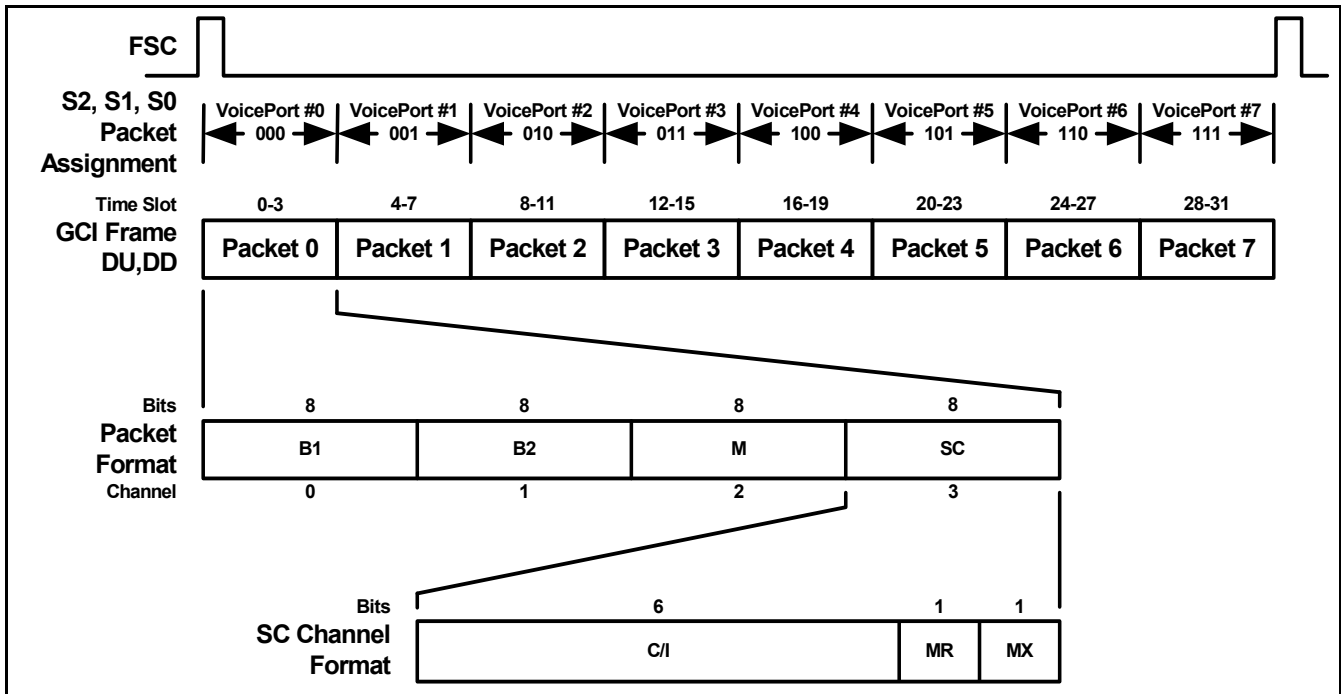 FSC
S2, S1, S0
Packet
Assignment
VoicePort #0 VoicePort #1 VoicePort #2 VoicePort #3 VoicePort #4 VoicePort #5 VoicePort #6 VoicePort #7
000 001 010 011 100 101 110 111
Time Slot 0-3 4-7 8-11 12-15 16-19 20-23 24-27 28-31
GCI Frame
DU,DD
Packet 0 Packet 1 Packet 2 Packet 3 Packet 4 Packet 5 Packet 6 Packet 7
Bits 8 8 8 8
Packet
Format
B1 B2 M SC
Channel 0 1 2 3
Bits 6 1 1
SC Channel
Format
C/I MR MX